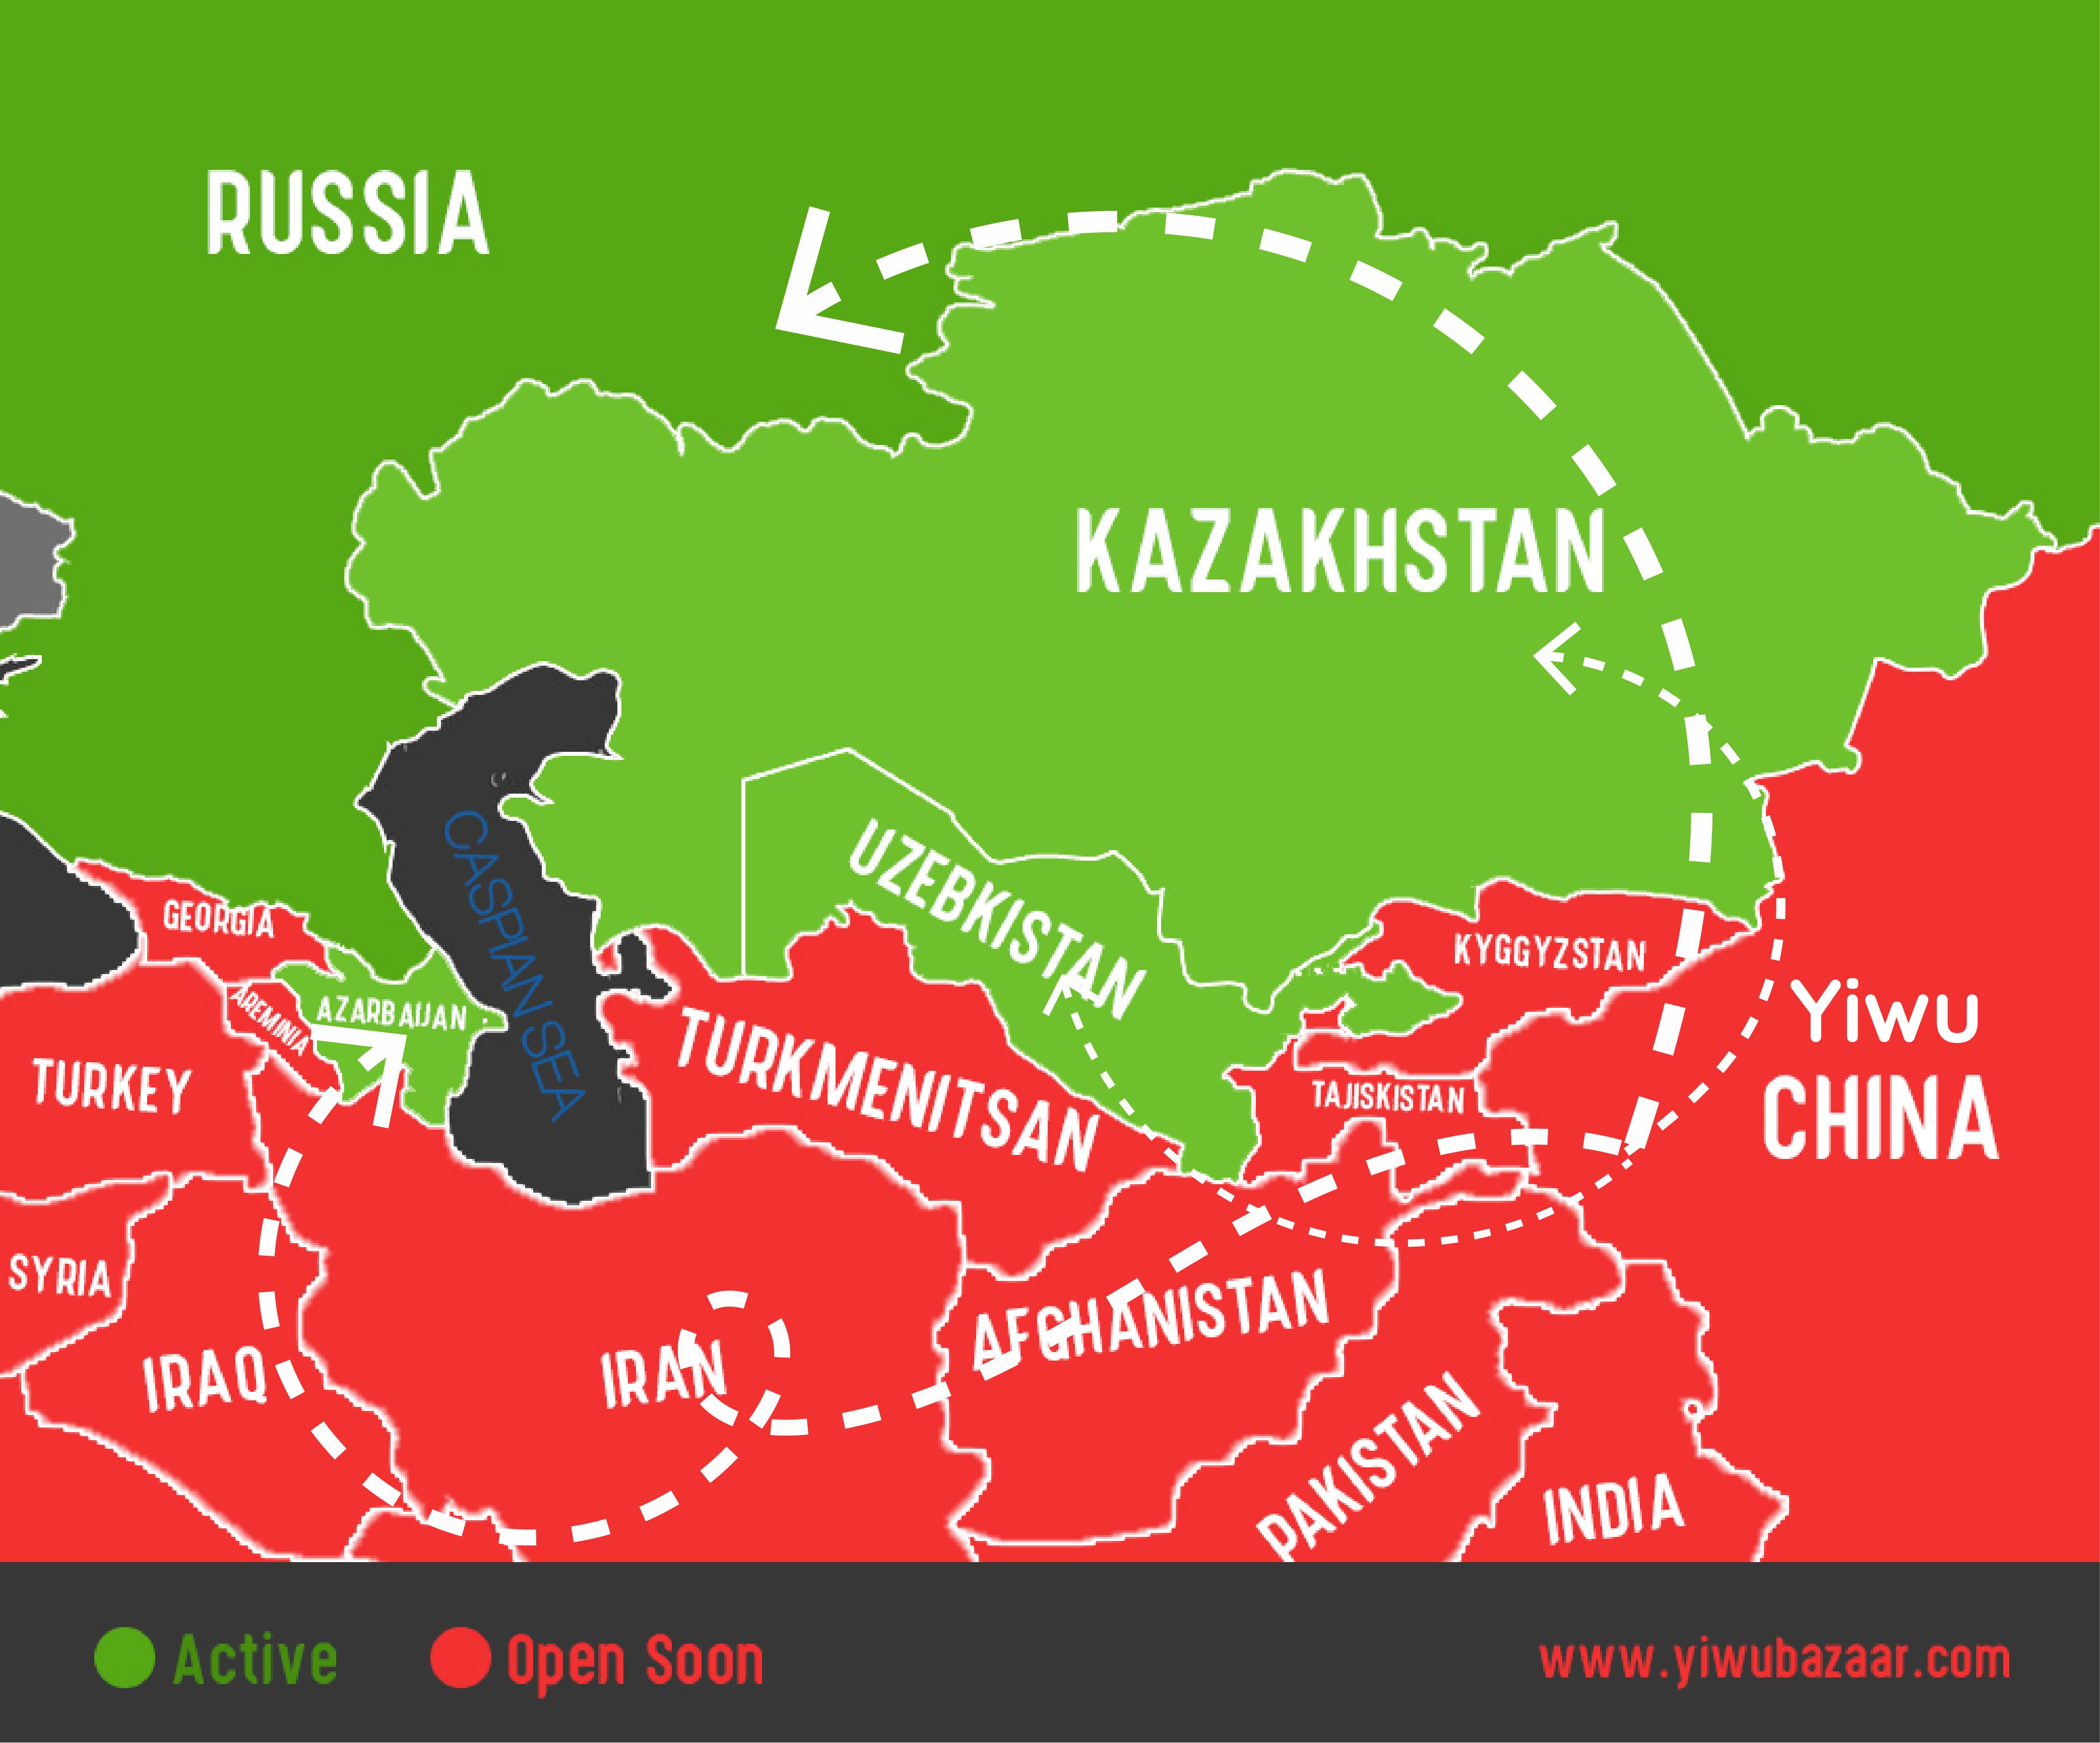 RUSSIA
KAZAKHSTAN
UZEBKISTAN
CASPIAN SEA
GEORGIA
KYGGYZSTAN
AREMINIA
AZARBAIJAN
Yiwu
CHINA
TURKEY
TURKMENITSAN
TAJISKISTAN
SYRIA
IRAQ
IRAN
AFGHANISTAN
PAKISTAN
INDIA
Active
Open Soon
www.yiwubazaar.com